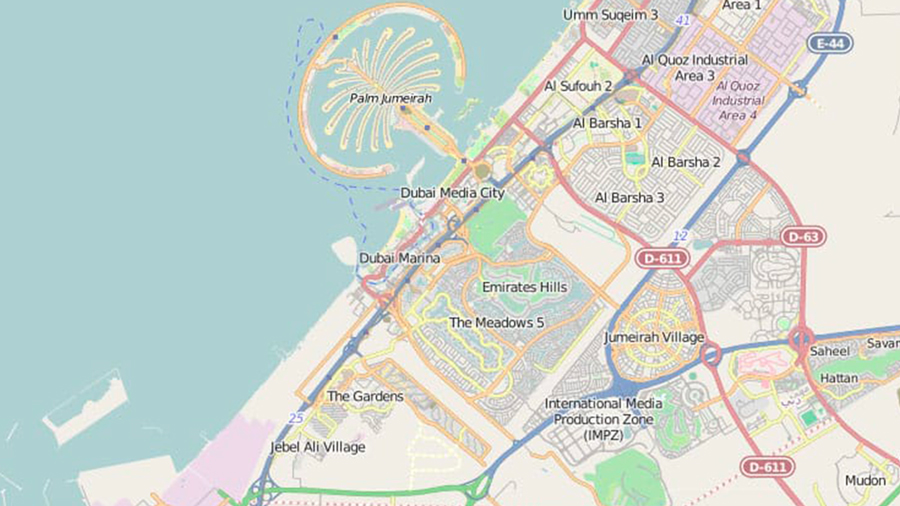 Area 1
Umm Suqeim 3
41
E-44
Al Quoz Industrial
Area 3
Al Sufouh 2
Al Quoz
Industrial
Area 4
Palm Jumeirah
Al Barsha 1
Al Barsha 2
Dubai Media City
Al Barsha 3
12
D-63
Dubai Marina
D-611
Emirates Hills
The Meadows 5
Jumeirah Village
Saheel
Savan
Hattan
The Gardens
International Media
Production Zone
(IMPZ)
25
Jebel Ali Village
D-611
Mudon